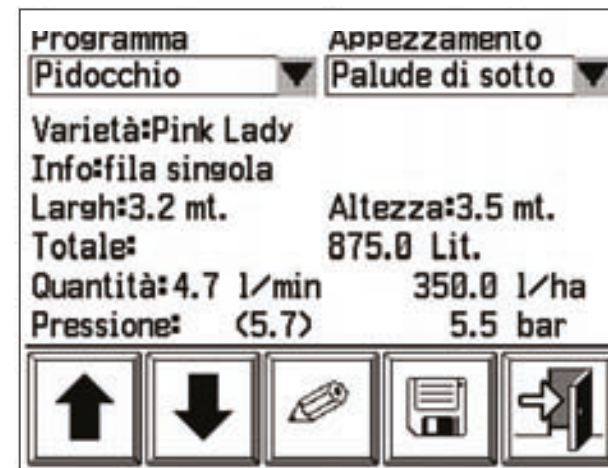 Programma Appezzamento
Pidocchio Palude di sotto
Varietà:Pink Lady
Info:fila singola
Largh:3.2 mt. Altezza:3.5 mt.
Totale: 875.0 Lit.
Quantità:4.7 l/min 350.0 l/ha
Pressione: (5.7) 5.5 bar